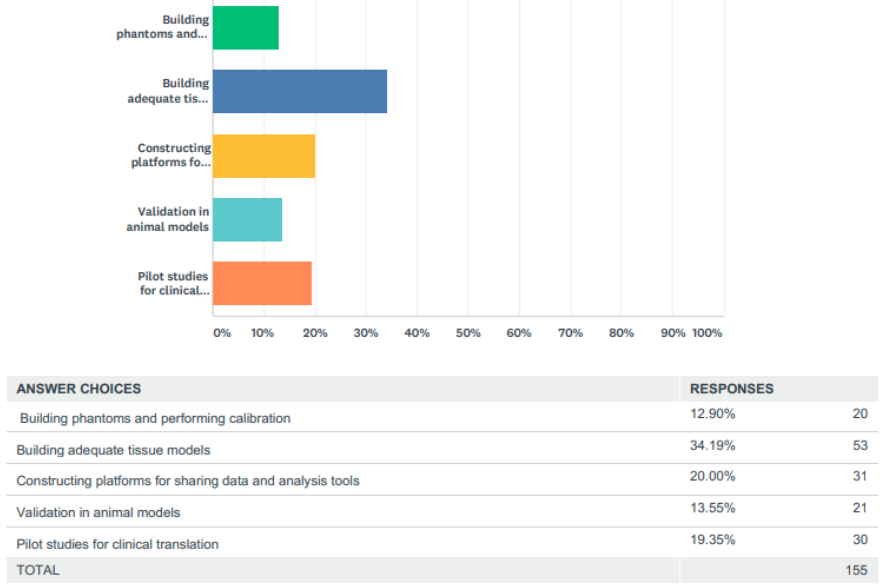 Building
phantoms and...
Building
adequate tis...
Constructing
platforms fo...
Validation in
animal models
Pilot studies
for clinical...
0% 10% 20% 30% 40% 50% 60% 70% 80% 90% 100%
ANSWER CHOICES RESPONSES
Building phantoms and performing calibration 12.90% 20
Building adequate tissue models 34.19% 53
Constructing platforms for sharing data and analysis tools 20.00% 31
Validation in animal models 13.55% 21
Pilot studies for clinical translation 19.35% 30
TOTAL 155